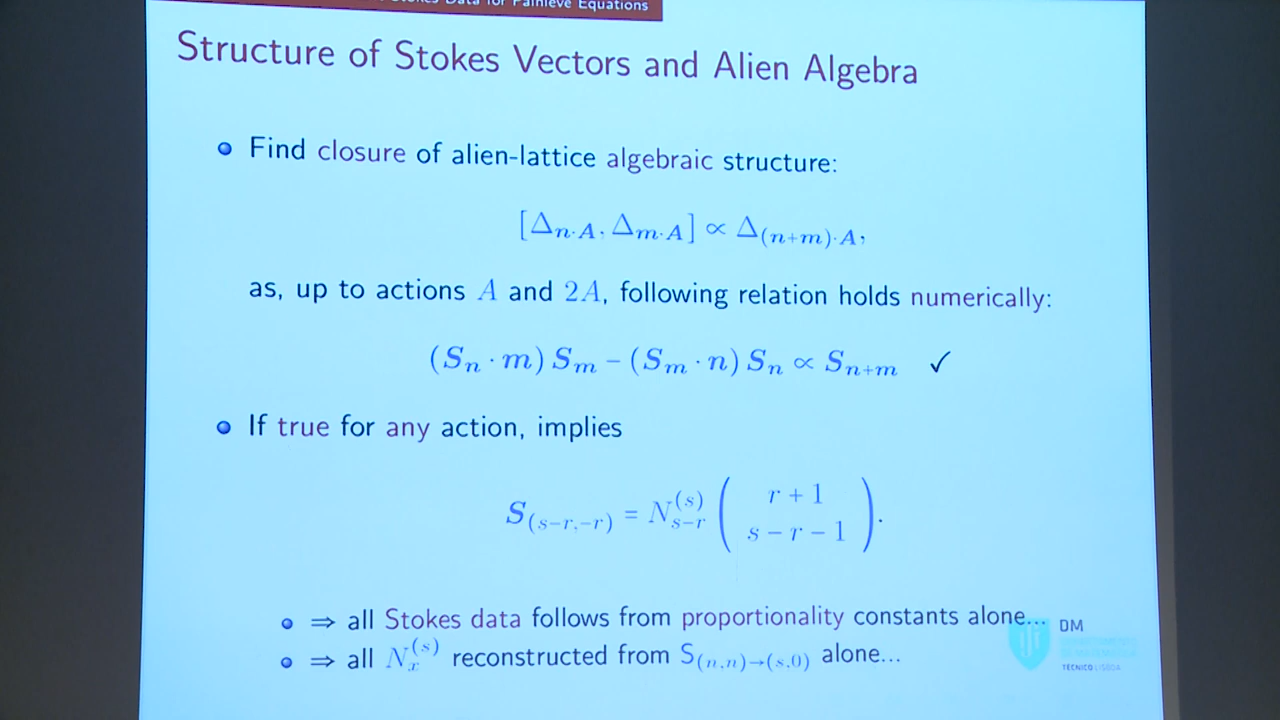 Stokes Data for Painlevé Equations
Structure of Stokes Vectors and Alien Algebra
Find closure of alien-lattice algebraic structure:
[Δ_{n·A}, Δ_{m·A}] ∝ Δ_{(n+m)·A},
as, up to actions A and 2A, following relation holds numerically:
(S_n · m) S_m − (S_m · n) S_n ∝ S_{n+m} ✓
If true for any action, implies
S_{(s−r,−r)} = N_{s−r}^{(s)} ( r + 1
s − r − 1 ).
⇒ all Stokes data follows from proportionality constants alone...
DM
⇒ all N_x^{(s)} reconstructed from S_{(n,n)→(s,0)} alone...
TÉCNICO LISBOA